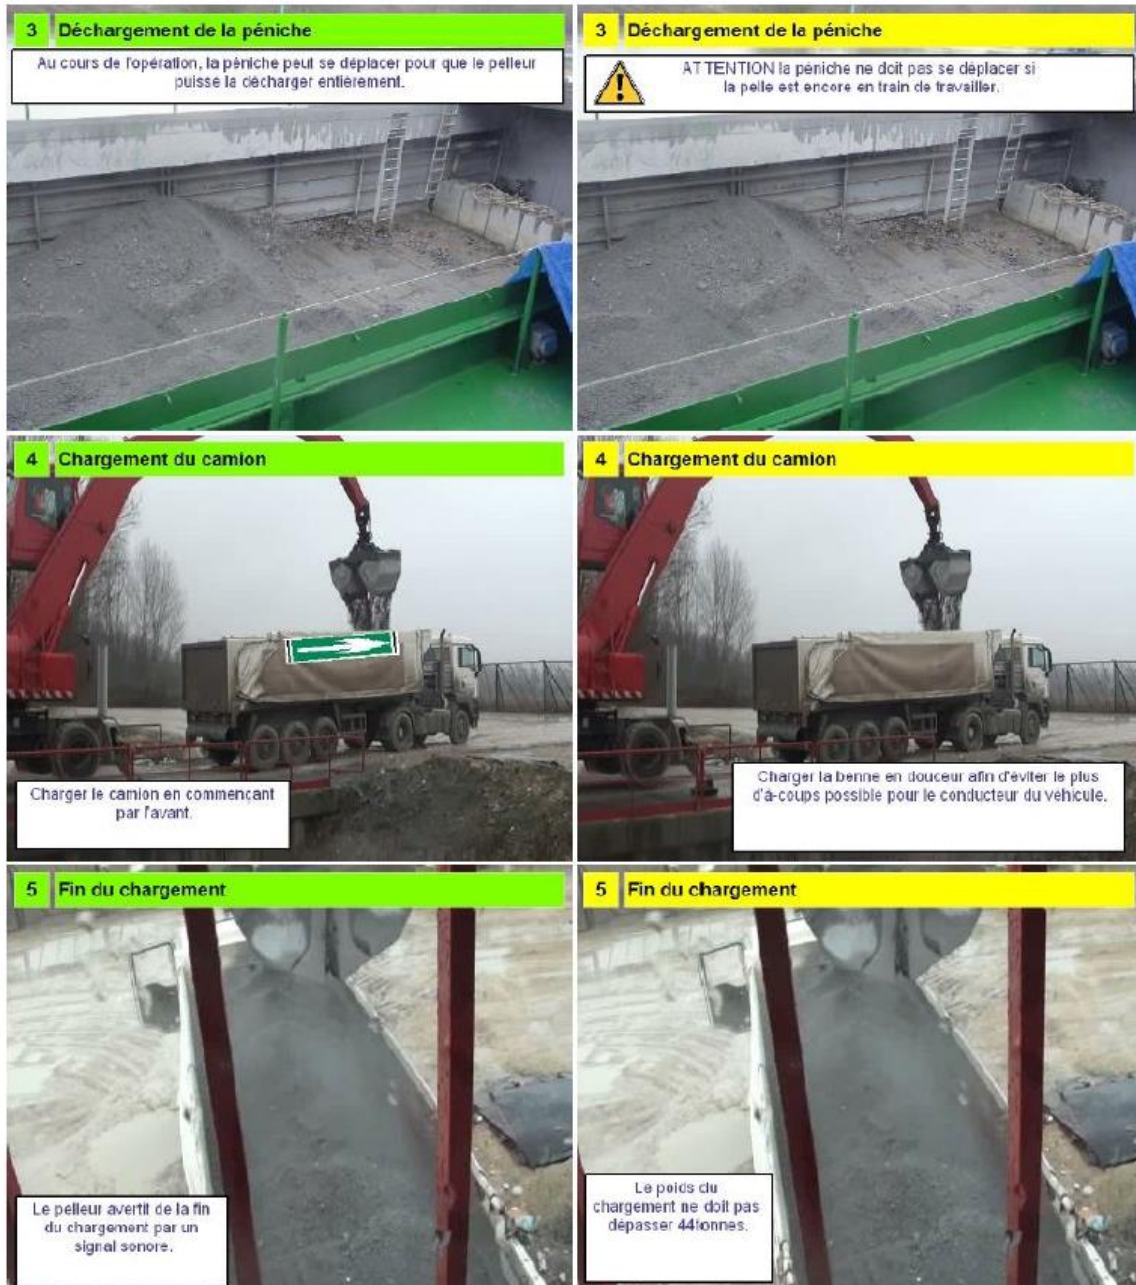 3 Déchargement de la péniche
Au cours de l'opération, la péniche peut se déplacer pour que le pelleur
puisse la décharger entièrement.
3 Déchargement de la péniche
ATTENTION la péniche ne doit pas se déplacer si
la pelle est encore en train de travailler.
4 Chargement du camion
Charger le camion en commençant
par l'avant.
4 Chargement du camion
Charger la benne en douceur afin d'éviter le plus
d'à-coups possible pour le conducteur du véhicule.
5 Fin du chargement
Le pelleur avertit de la fin
du chargement par un
signal sonore.
5 Fin du chargement
Le poids du
chargement ne doit pas
dépasser 44tonnes.